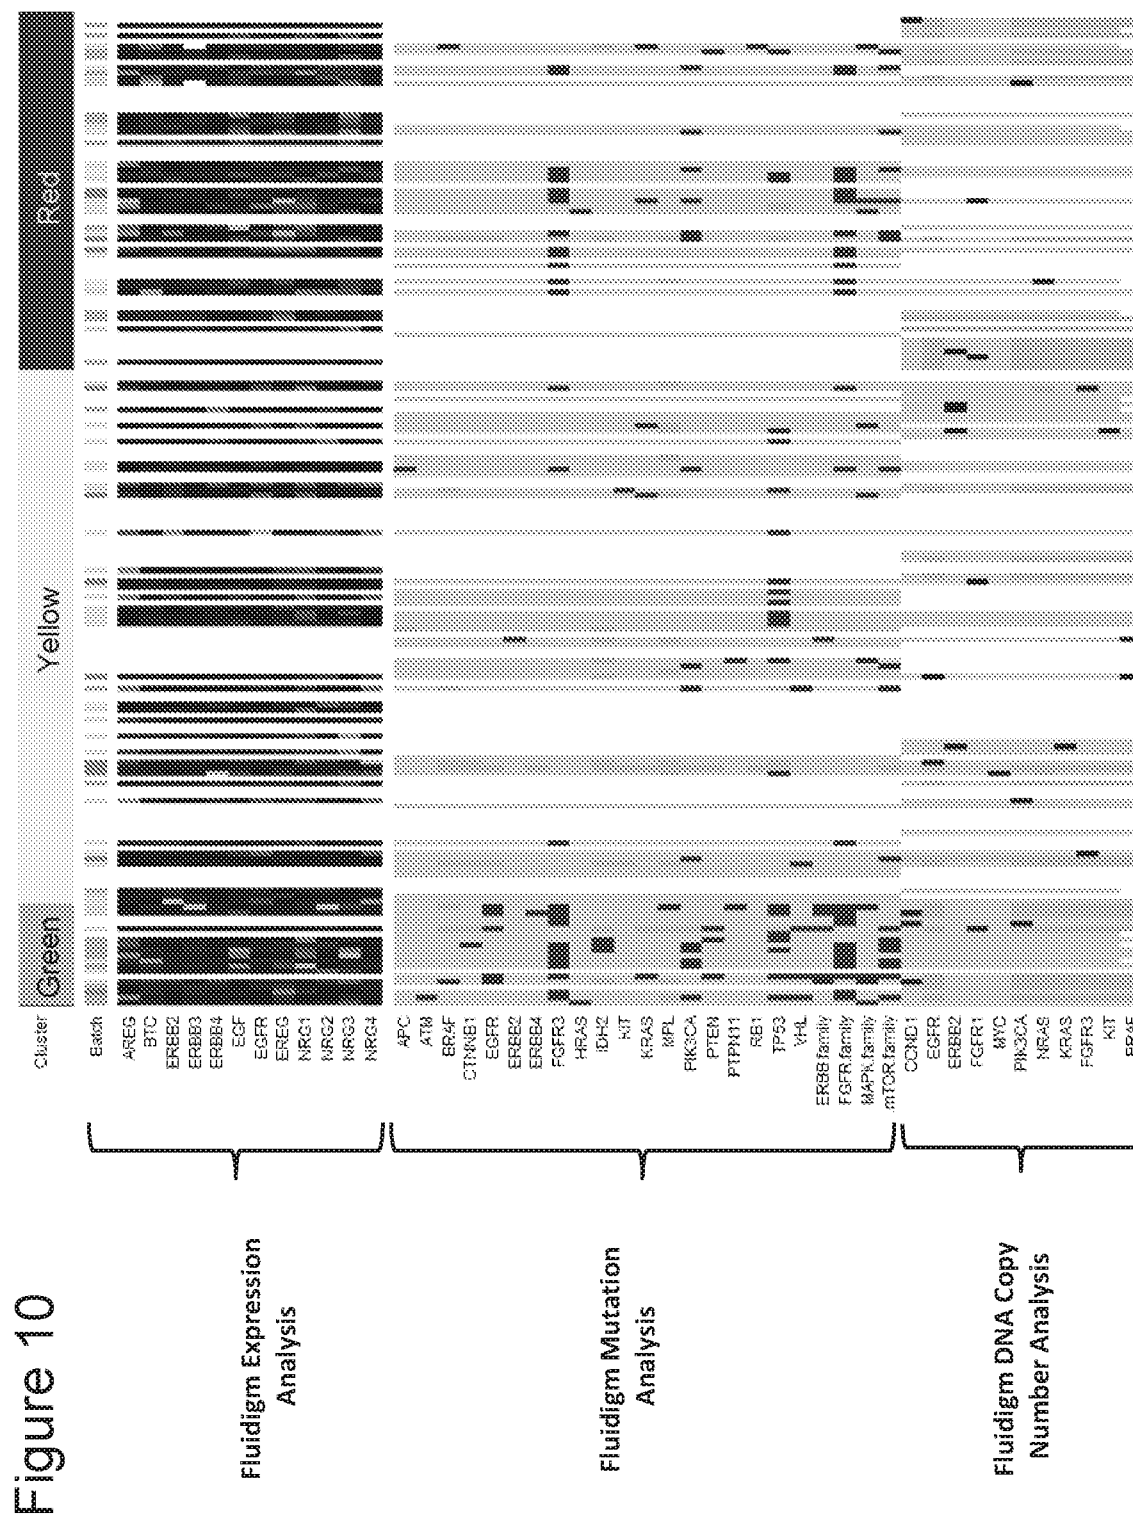 Figure 10
Cluster
Green
Yellow
Red
Fluidigm Expression
Analysis
Batch
AREG
BTC
ERBB2
ERBB3
ERBB4
EGF
EGFR
EREG
NRG1
NRG2
NRG3
NRG4
Fluidigm Mutation
Analysis
APC
ATM
BRAF
CTNNB1
EGFR
ERBB2
ERBB4
FGFR3
HRAS
IDH2
KIT
KRAS
MPL
PIK3CA
PTEN
PTPN11
RB1
TP53
VHL
ERBB.family
FGFR.family
MAPK.family
mTOR.family
Fluidigm DNA Copy
Number Analysis
CCND1
EGFR
ERBB2
FGFR1
MYC
PIK3CA
NRAS
KRAS
FGFR3
KIT
BRAF